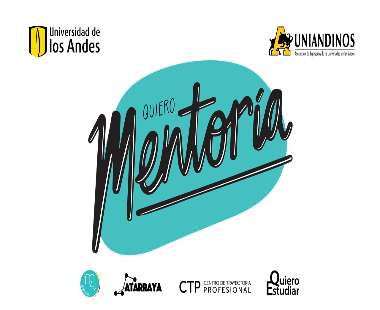 Universidad de
los Andes
UNIANDINOS
QUIERO
Mentoría
ATARRAYA
CTP CENTRO DE TRAYECTORIA
PROFESIONAL
Quiero
Estudiar